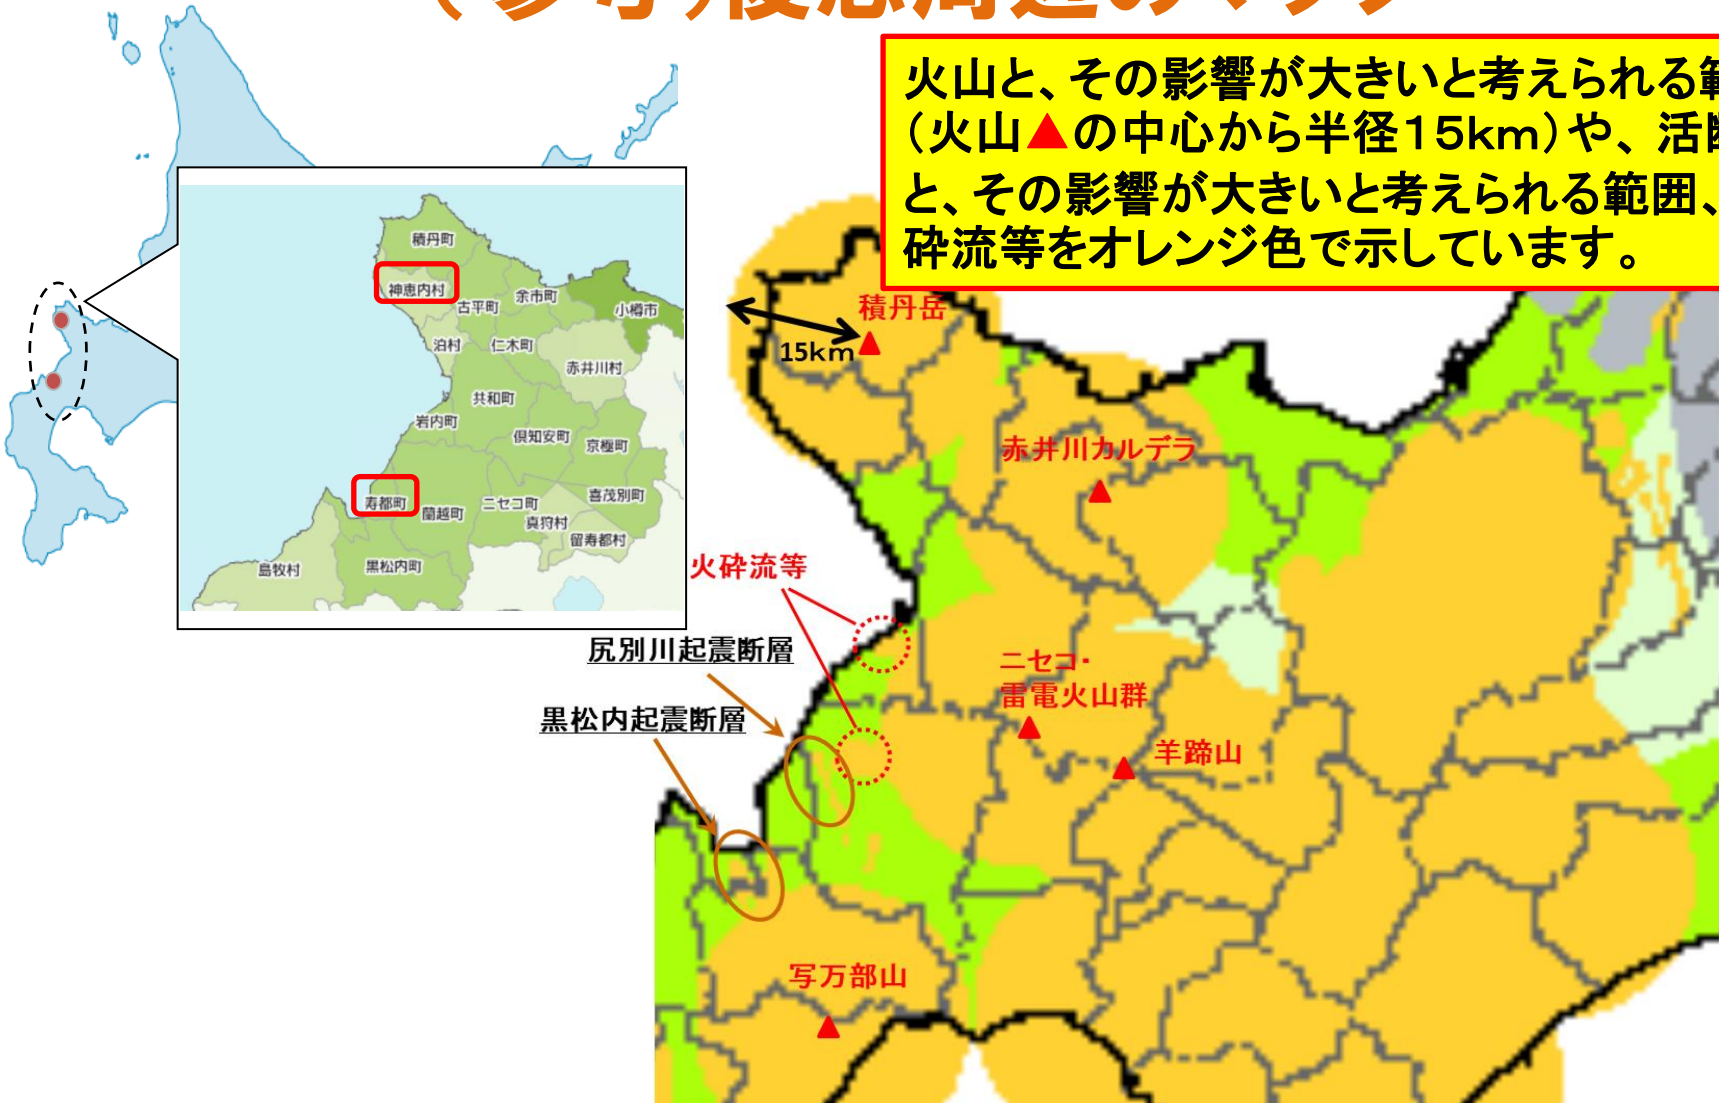 火山と、その影響が大きいと考えられる範
（火山▲の中心から半径15km）や、活断
と、その影響が大きいと考えられる範囲、
砕流等をオレンジ色で示しています。
積丹町
神恵内村
古平町
余市町
小樽市
泊村
仁木町
赤井川村
共和町
岩内町
倶知安町
京極町
寿都町
蘭越町
ニセコ町
喜茂別町
真狩村
留寿都村
島牧村
黒松内町
積丹岳
15km
赤井川カルデラ
火砕流等
尻別川起震断層
黒松内起震断層
ニセコ・
雷電火山群
羊蹄山
写万部山